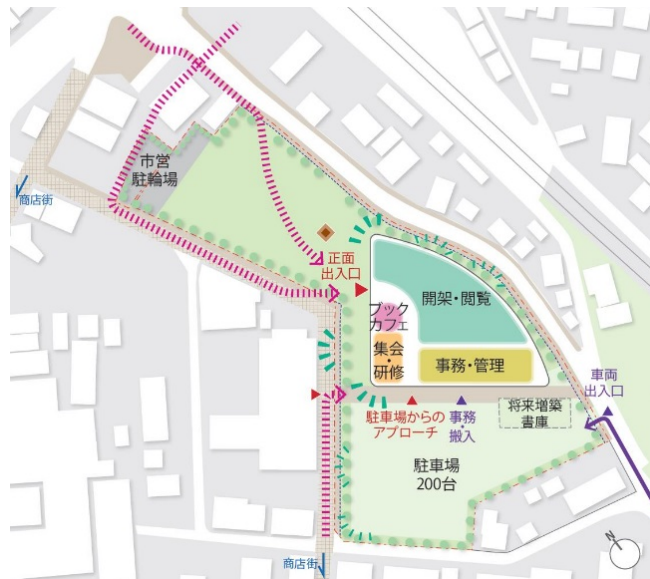 市営
駐輪場
商店街
正面
出入口
開架・閲覧
ブック
カフェ
集会
・
研修
事務・管理
車両
出入口
駐車場からの
アプローチ
事務
・
搬入
将来増築
書庫
駐車場
200台
商店街
N